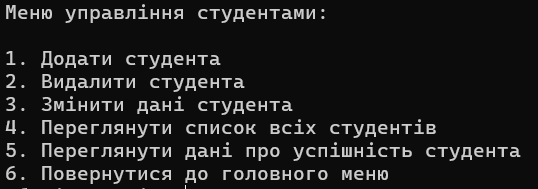 Меню управління студентами:
1. Додати студента
2. Видалити студента
3. Змінити дані студента
4. Переглянути список всіх студентів
5. Переглянути дані про успішність студента
6. Повернутися до головного меню